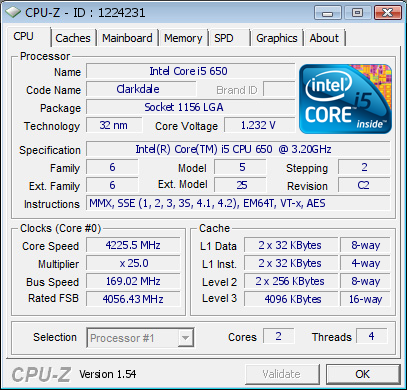 CPU-Z - ID : 1224231
CPU Caches Mainboard Memory SPD Graphics About
Processor
Name Intel Core i5 650
Code Name Clarkdale Brand ID
Package Socket 1156 LGA
Technology 32 nm Core Voltage 1.232 V
intel CORE i5 inside™
Specification Intel(R) Core(TM) i5 CPU 650 @ 3.20GHz
Family 6 Model 5 Stepping 2
Ext. Family 6 Ext. Model 25 Revision C2
Instructions MMX, SSE (1, 2, 3, 3S, 4.1, 4.2), EM64T, VT-x, AES
Clocks (Core #0) Cache
Core Speed 4225.5 MHz L1 Data 2 x 32 KBytes 8-way
Multiplier x 25.0 L1 Inst. 2 x 32 KBytes 4-way
Bus Speed 169.02 MHz Level 2 2 x 256 KBytes 8-way
Rated FSB 4056.43 MHz Level 3 4096 KBytes 16-way
Selection Processor #1 Cores 2 Threads 4
CPU-Z Version 1.54 Validate OK